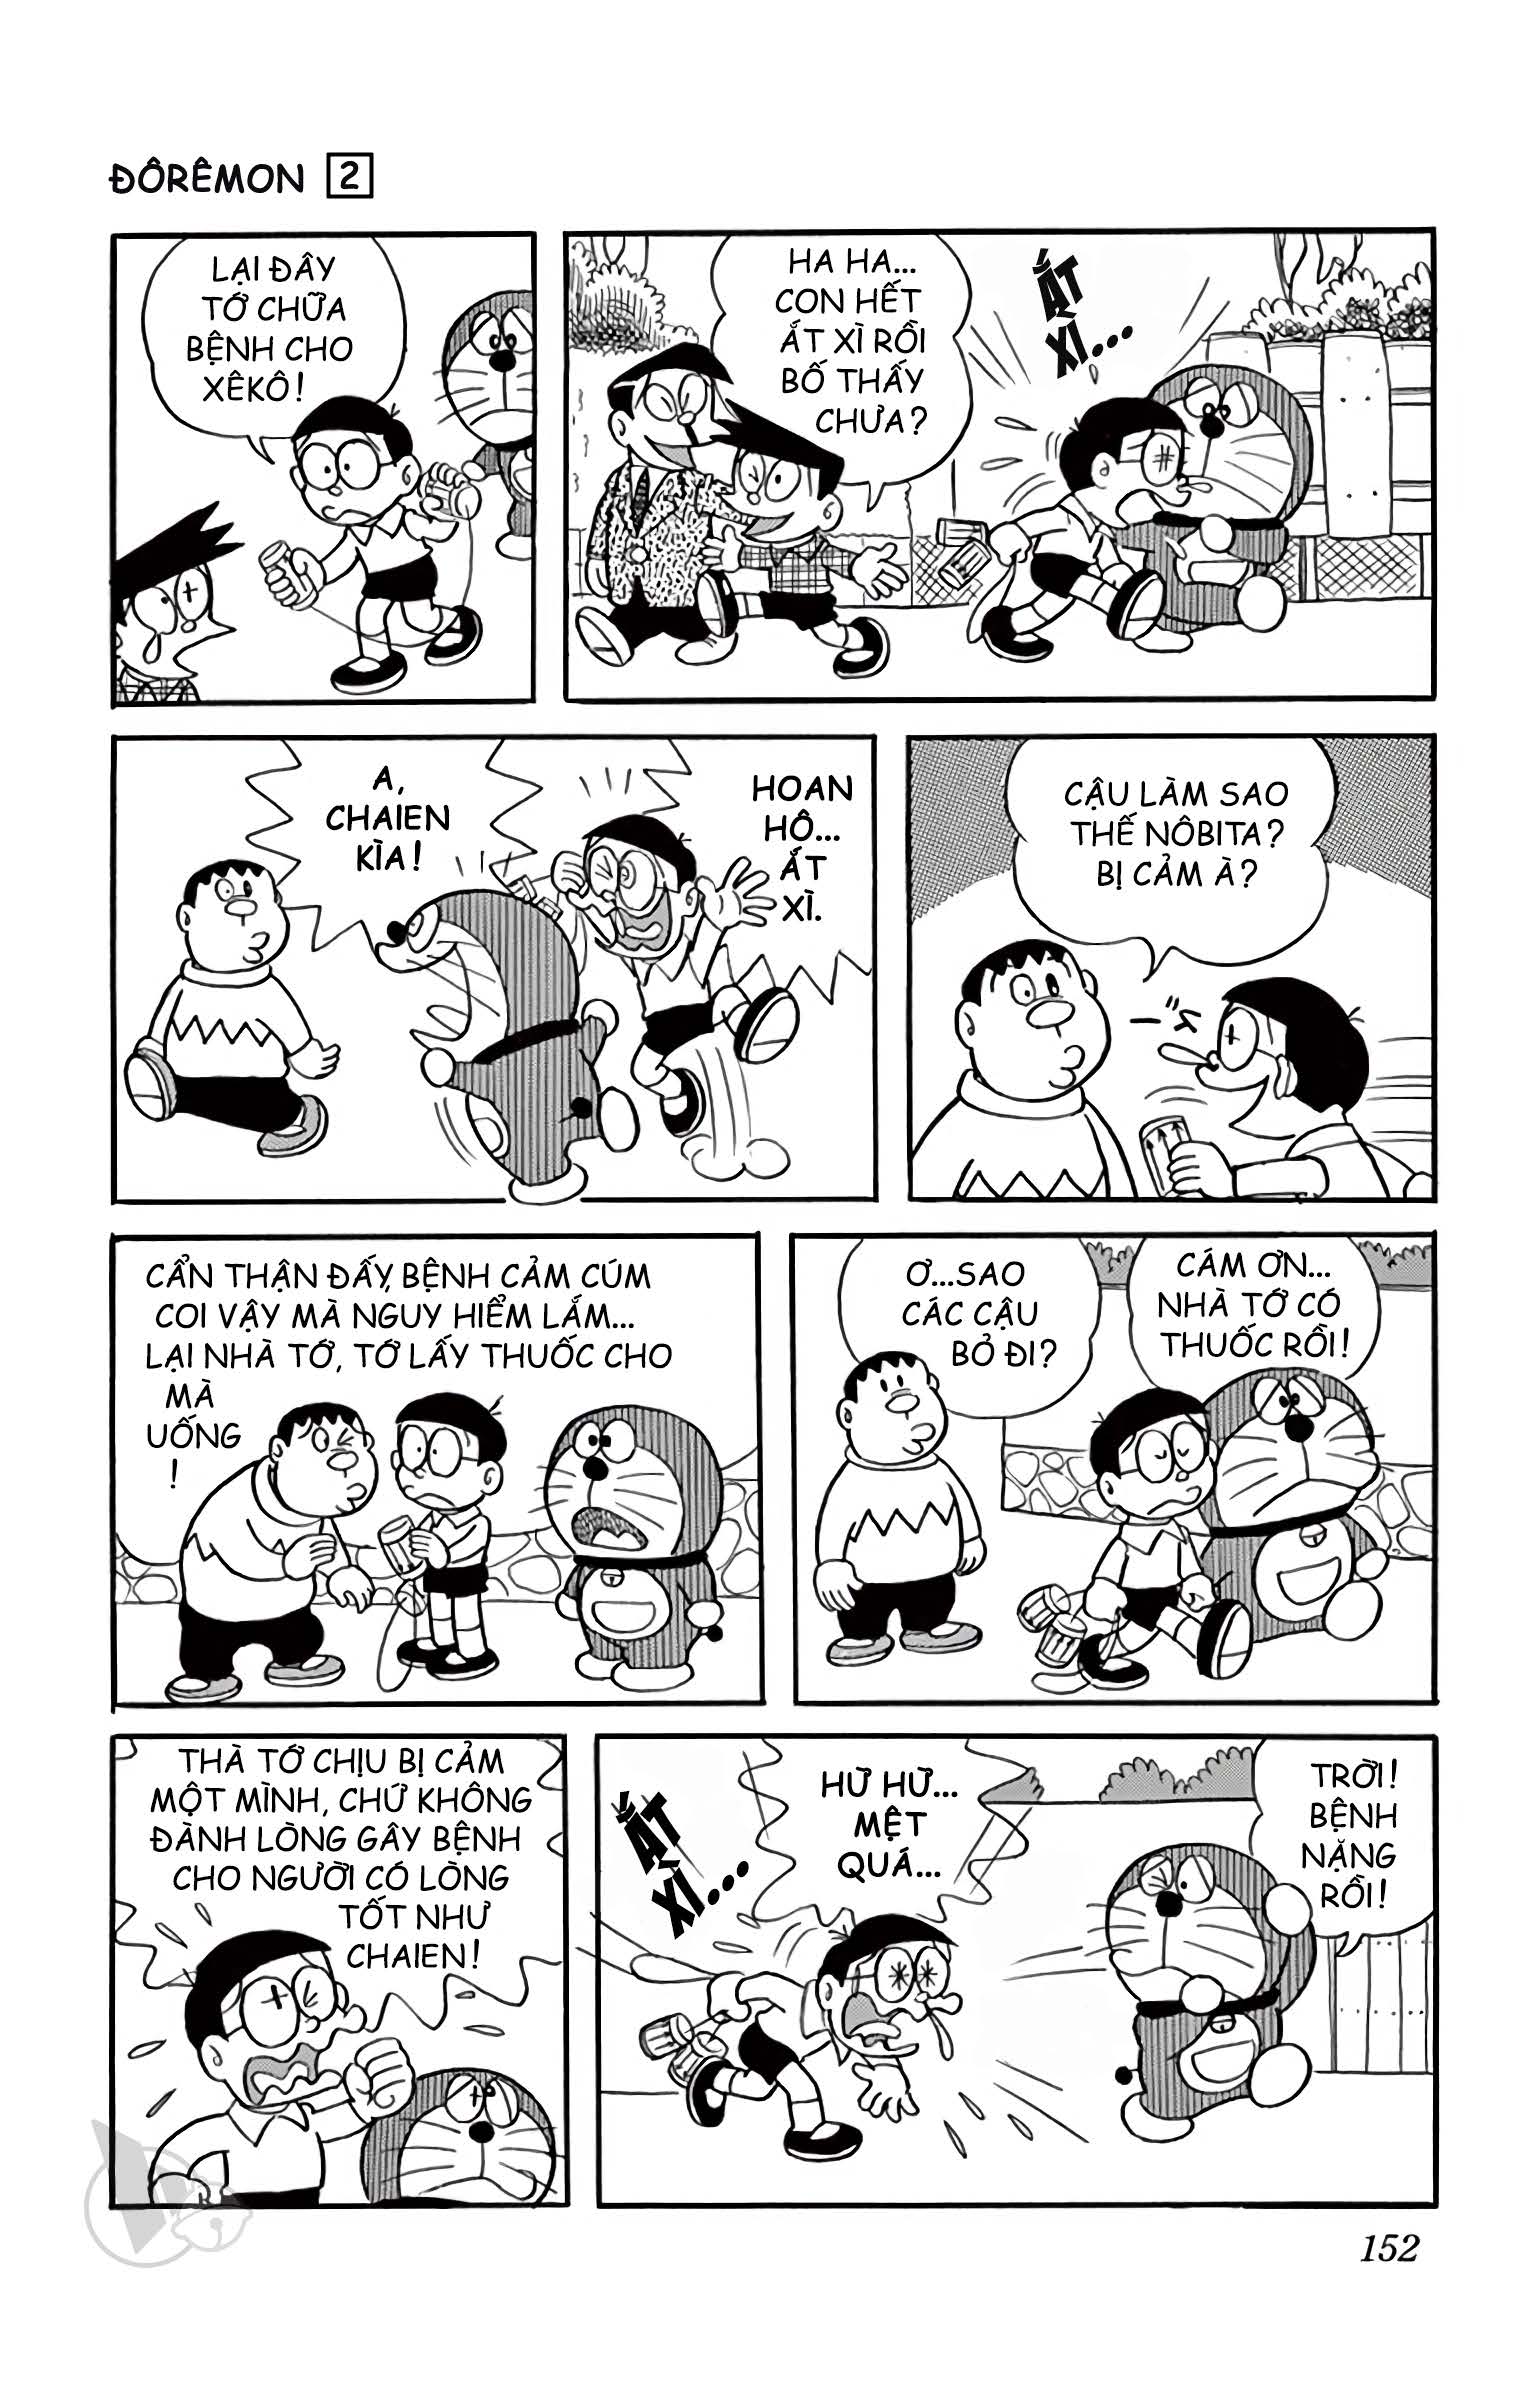 ĐÔRÊMON 2
LẠI ĐÂY
TỚ CHỮA
BỆNH CHO
XÊKÔ!
HA HA...
CON HẾT
ẮT XÌ RỒI
BỐ THẤY
CHƯA?
ẮT
XÌ...
A,
CHAIEN
KÌA!
HOAN
HÔ...
ẮT
XÌ.
CẬU LÀM SAO
THẾ NÔBITA?
BỊ CẢM À?
CẨN THẬN ĐẤY, BỆNH CẢM CÚM
COI VẬY MÀ NGUY HIỂM LẮM...
LẠI NHÀ TỚ, TỚ LẤY THUỐC CHO
MÀ
UỐNG
!
Ơ...SAO
CÁC CẬU
BỎ ĐI?
CÁM ƠN...
NHÀ TỚ CÓ
THUỐC RỒI!
THÀ TỚ CHỊU BỊ CẢM
MỘT MÌNH, CHỨ KHÔNG
ĐÀNH LÒNG GÂY BỆNH
CHO NGƯỜI CÓ LÒNG
TỐT NHƯ
CHAIEN!
ẮT
XÌ...
HỪ HỪ...
MỆT
QUÁ...
TRỜI!
BỆNH
NẶNG
RỒI!
152